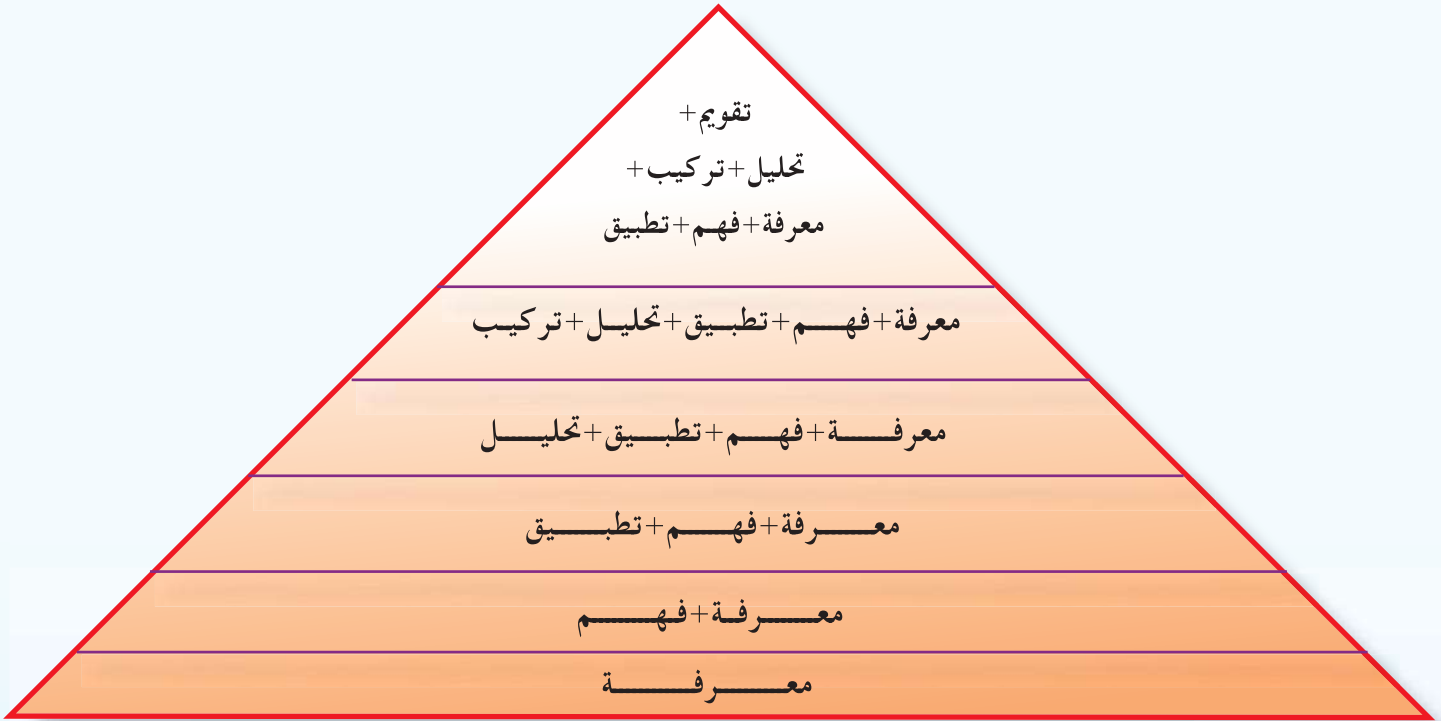 تقويم+
تحليل+تركيب+
معرفة+فهم+تطبيق
معرفة+فهم+تطبيق+تحليل+تركيب
معرفة+فهم+تطبيق+تحليل
معرفة+فهم+تطبيق
معرفة+فهم
معرفة